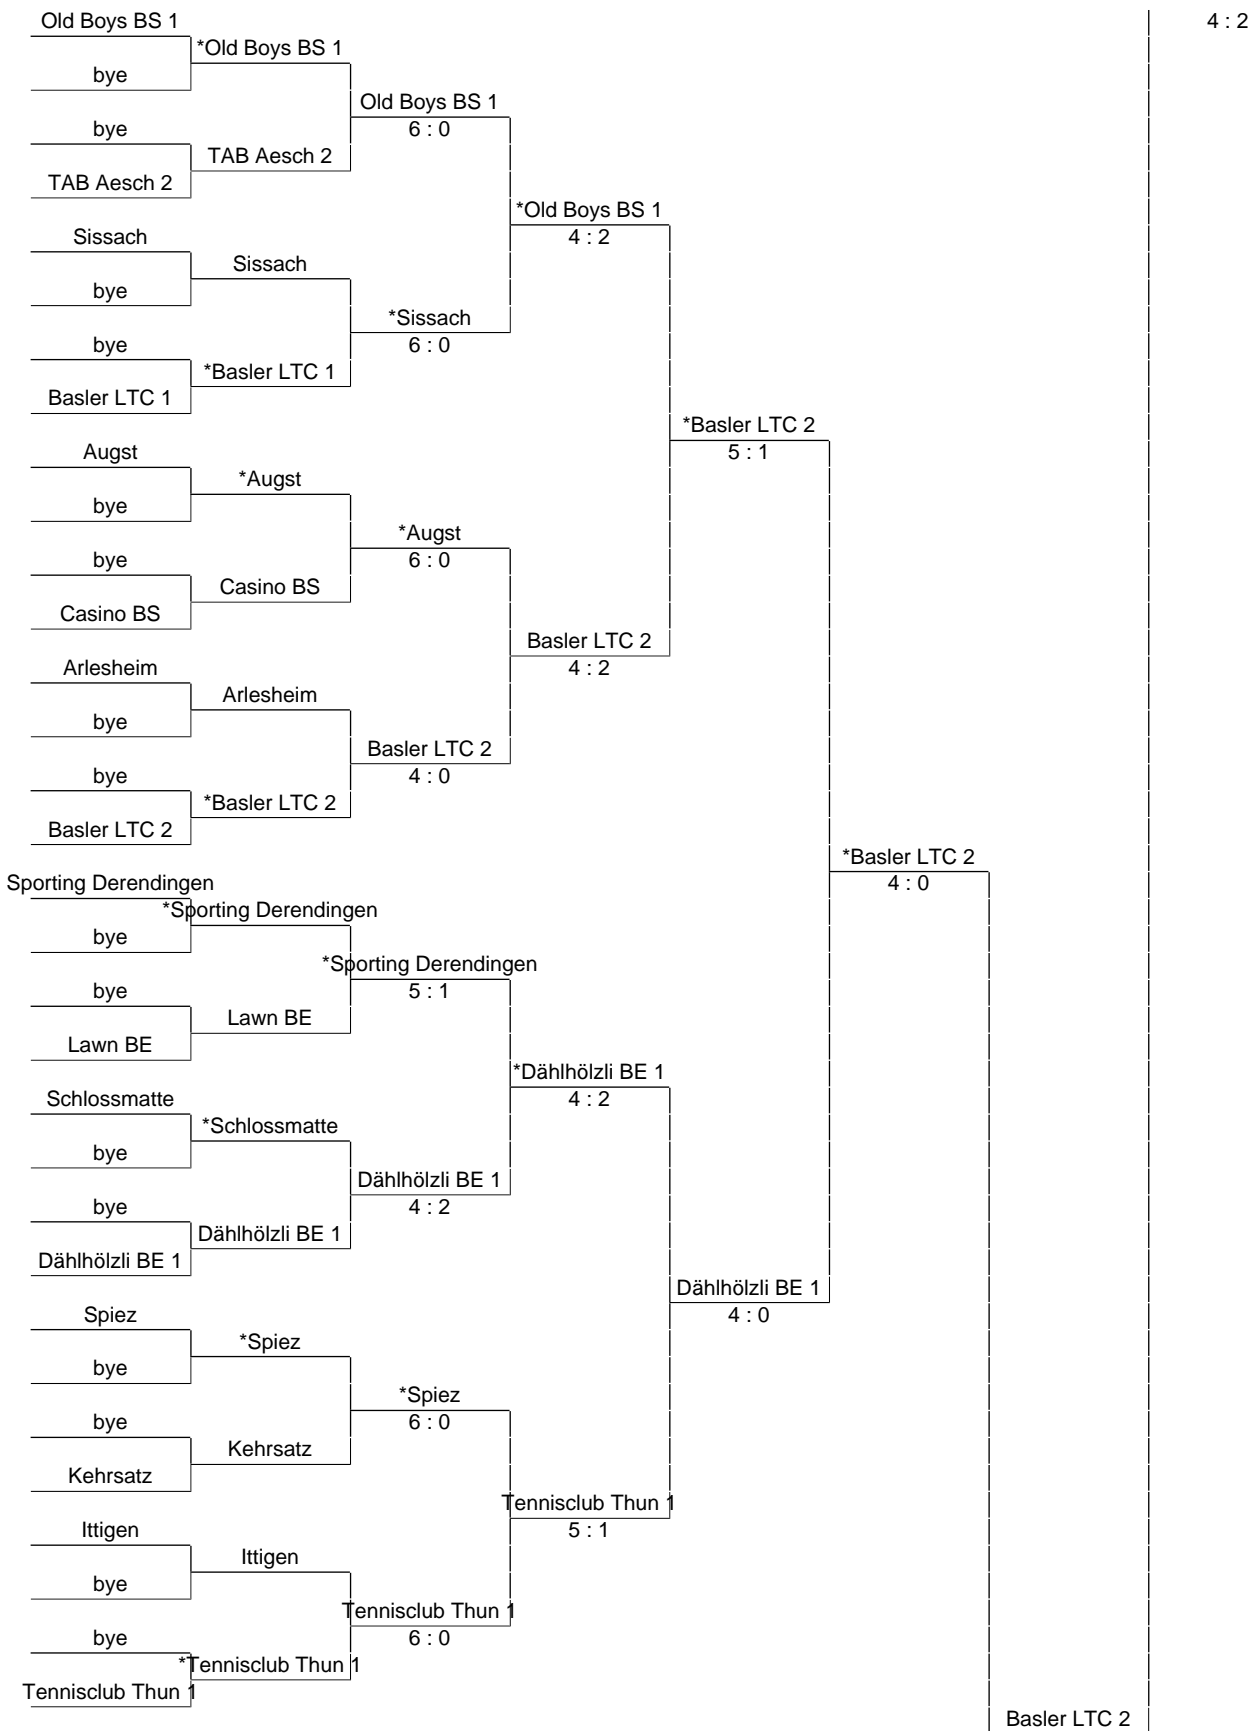 Old Boys BS 1
4 : 2
*Old Boys BS 1
bye
Old Boys BS 1
bye
6 : 0
TAB Aesch 2
TAB Aesch 2
*Old Boys BS 1
Sissach
4 : 2
Sissach
bye
*Sissach
bye
6 : 0
*Basler LTC 1
Basler LTC 1
*Basler LTC 2
Augst
5 : 1
*Augst
bye
*Augst
bye
6 : 0
Casino BS
Casino BS
Basler LTC 2
Arlesheim
4 : 2
Arlesheim
bye
Basler LTC 2
bye
4 : 0
*Basler LTC 2
Basler LTC 2
*Basler LTC 2
Sporting Derendingen
4 : 0
*Sporting Derendingen
bye
*Sporting Derendingen
bye
5 : 1
Lawn BE
Lawn BE
*Dählhölzli BE 1
Schlossmatte
4 : 2
*Schlossmatte
bye
Dählhölzli BE 1
bye
4 : 2
Dählhölzli BE 1
Dählhölzli BE 1
Dählhölzli BE 1
Spiez
4 : 0
*Spiez
bye
*Spiez
bye
6 : 0
Kehrsatz
Kehrsatz
Tennisclub Thun 1
Ittigen
5 : 1
Ittigen
bye
Tennisclub Thun 1
bye
6 : 0
*Tennisclub Thun 1
Tennisclub Thun 1
Basler LTC 2